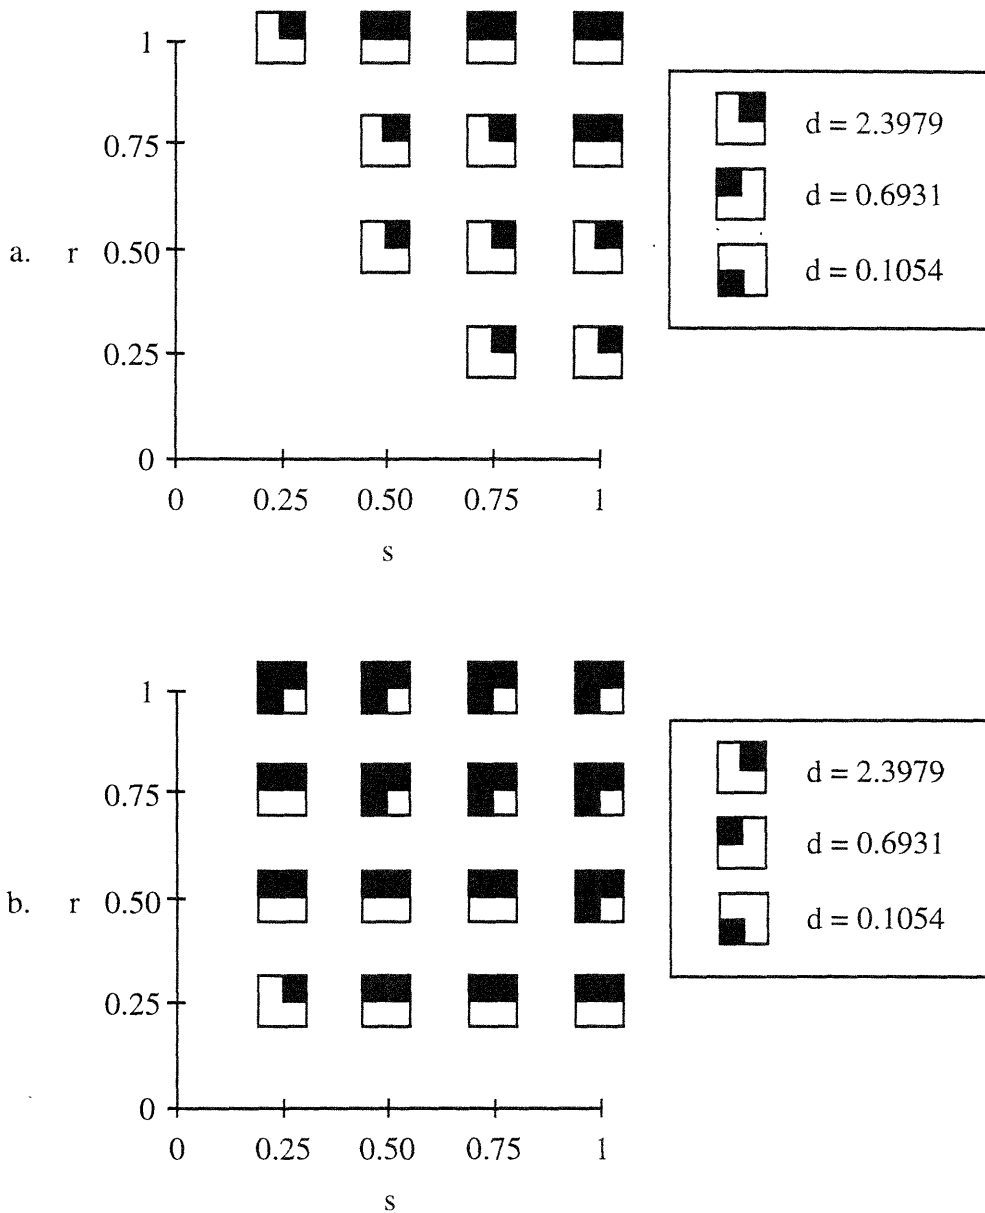 1
0.75
a. r 0.50
0.25
0
0 0.25 0.50 0.75 1
s
d = 2.3979
d = 0.6931
d = 0.1054
1
0.75
b. r 0.50
0.25
0
0 0.25 0.50 0.75 1
s
d = 2.3979
d = 0.6931
d = 0.1054